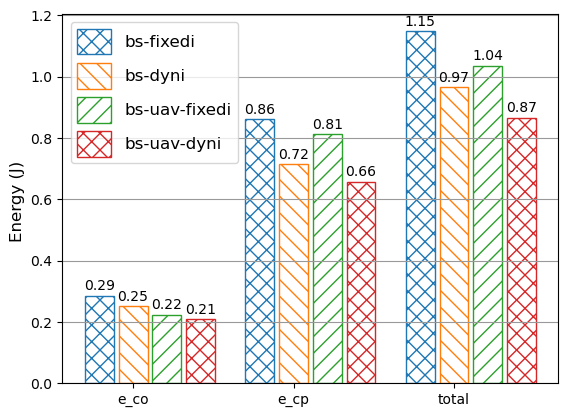 Energy (J)
1.2
1.0
0.8
0.6
0.4
0.2
0.0
bs-fixedi
bs-dyni
bs-uav-fixedi
bs-uav-dyni
0.29
0.25
0.22
0.21
0.86
0.72
0.81
0.66
1.15
0.97
1.04
0.87
e_co
e_cp
total